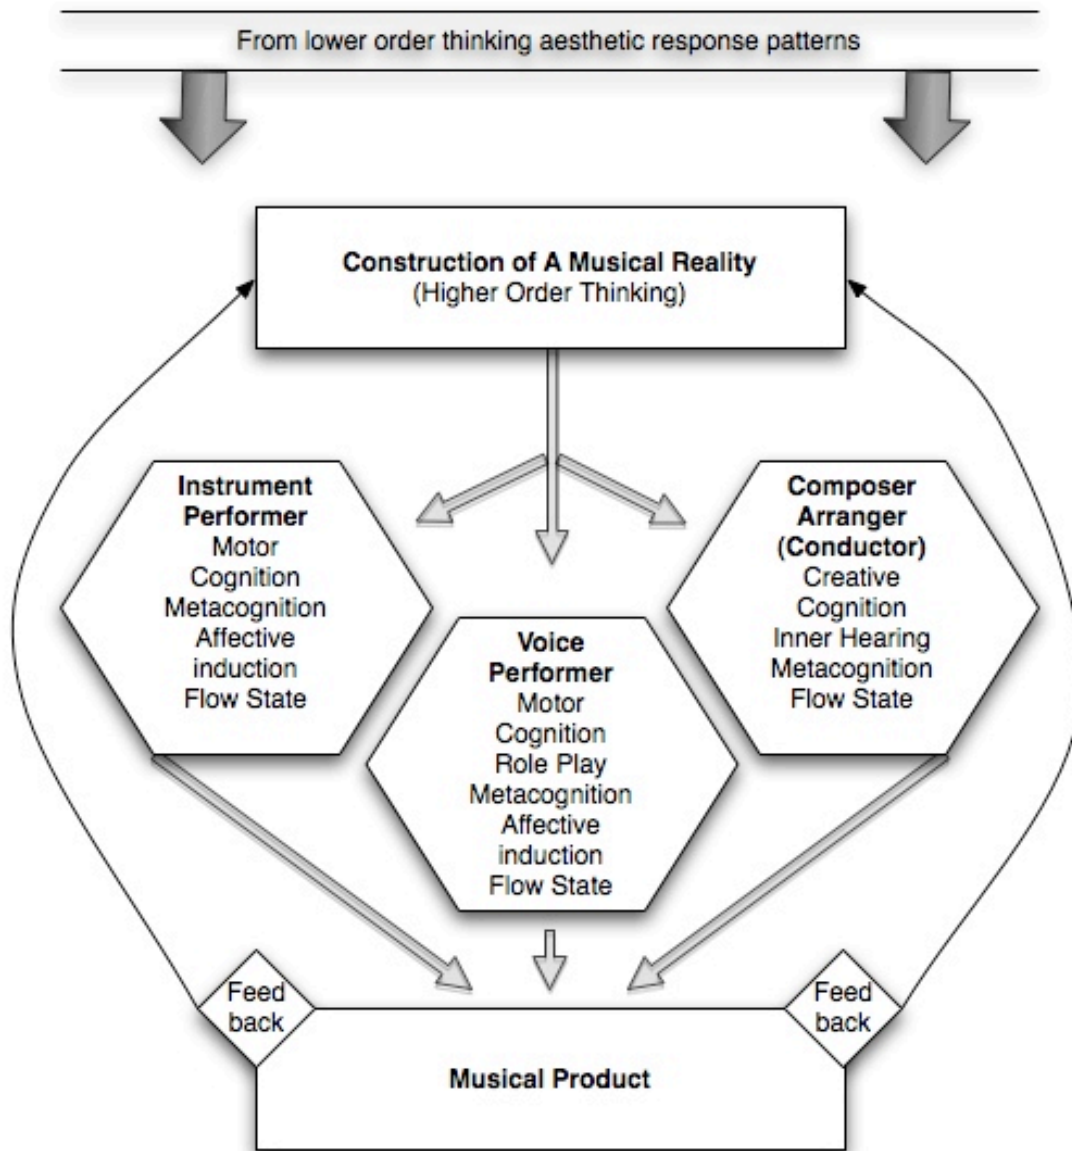 From lower order thinking aesthetic response patterns
Construction of A Musical Reality
(Higher Order Thinking)
Instrument
Performer
Motor
Cognition
Metacognition
Affective
induction
Flow State
Voice
Performer
Motor
Cognition
Role Play
Metacognition
Affective
induction
Flow State
Composer
Arranger
(Conductor)
Creative
Cognition
Inner Hearing
Metacognition
Flow State
Feed
back
Feed
back
Musical Product